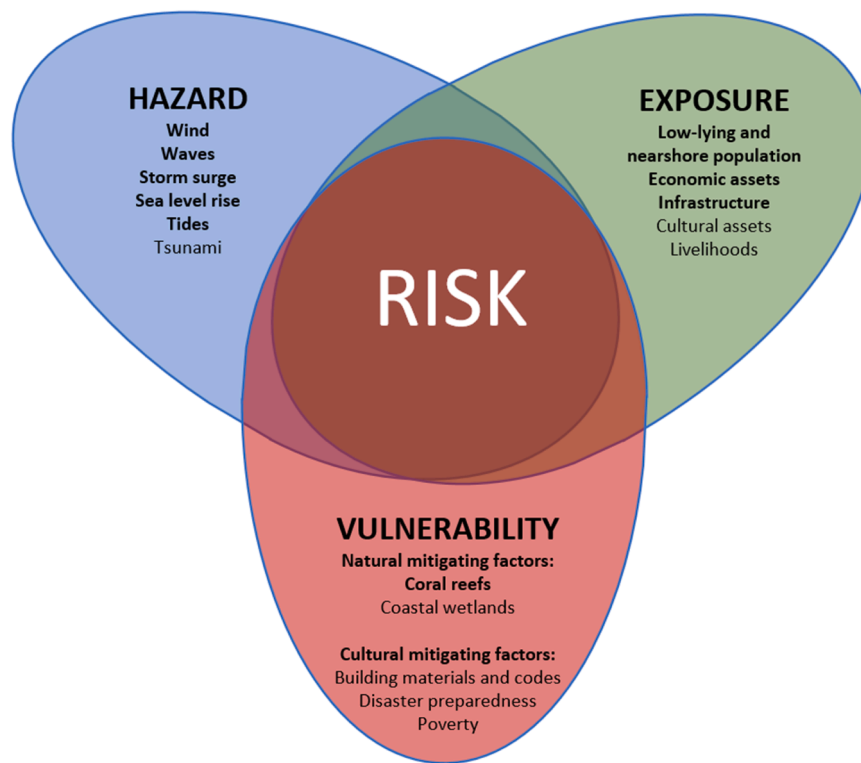 HAZARD
Wind
Waves
Storm surge
Sea level rise
Tides
Tsunami
EXPOSURE
Low-lying and
nearshore population
Economic assets
Infrastructure
Cultural assets
Livelihoods
RISK
VULNERABILITY
Natural mitigating factors:
Coral reefs
Coastal wetlands
Cultural mitigating factors:
Building materials and codes
Disaster preparedness
Poverty